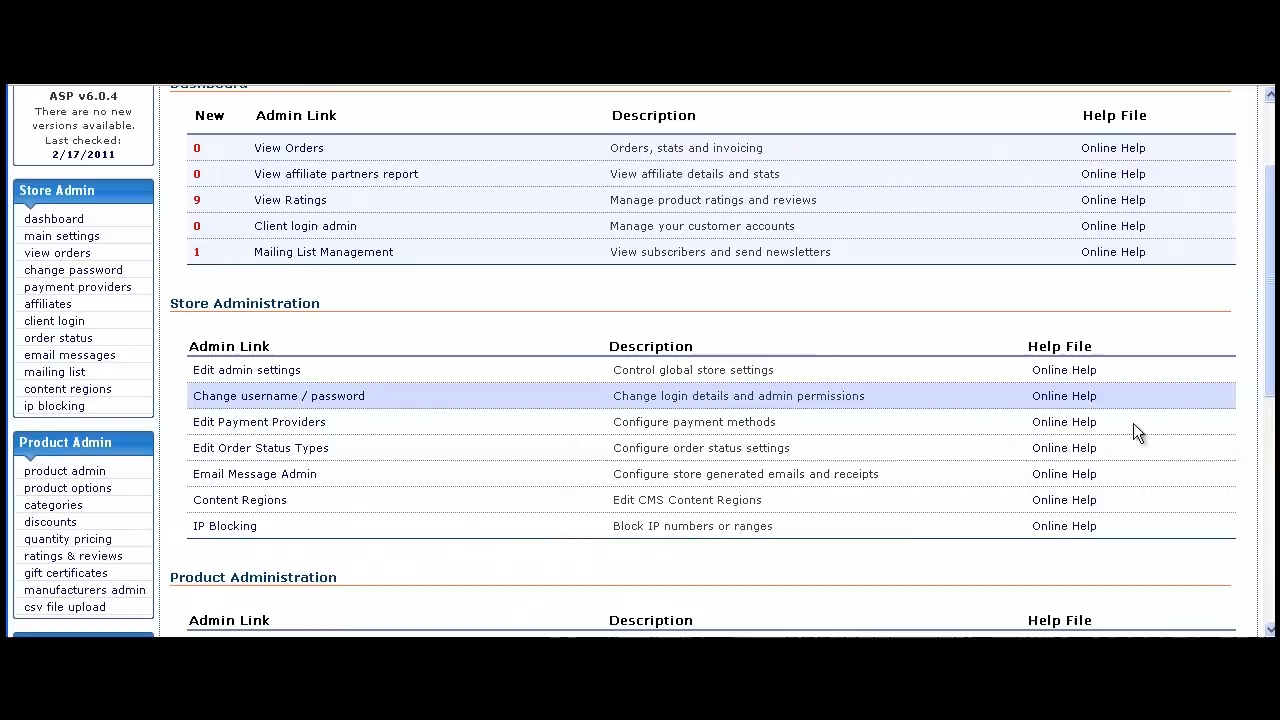 ASP v6.0.4
There are no new
versions available.
Last checked:
2/17/2011
Store Admin
dashboard
main settings
view orders
change password
payment providers
affiliates
client login
order status
email messages
mailing list
content regions
ip blocking
Product Admin
product admin
product options
categories
discounts
quantity pricing
ratings & reviews
gift certificates
manufacturers admin
csv file upload
Dashboard
New Admin Link Description Help File
0 View Orders Orders, stats and invoicing Online Help
0 View affiliate partners report View affiliate details and stats Online Help
9 View Ratings Manage product ratings and reviews Online Help
0 Client login admin Manage your customer accounts Online Help
1 Mailing List Management View subscribers and send newsletters Online Help
Store Administration
Admin Link Description Help File
Edit admin settings Control global store settings Online Help
Change username / password Change login details and admin permissions Online Help
Edit Payment Providers Configure payment methods Online Help
Edit Order Status Types Configure order status settings Online Help
Email Message Admin Configure store generated emails and receipts Online Help
Content Regions Edit CMS Content Regions Online Help
IP Blocking Block IP numbers or ranges Online Help
Product Administration
Admin Link Description Help File